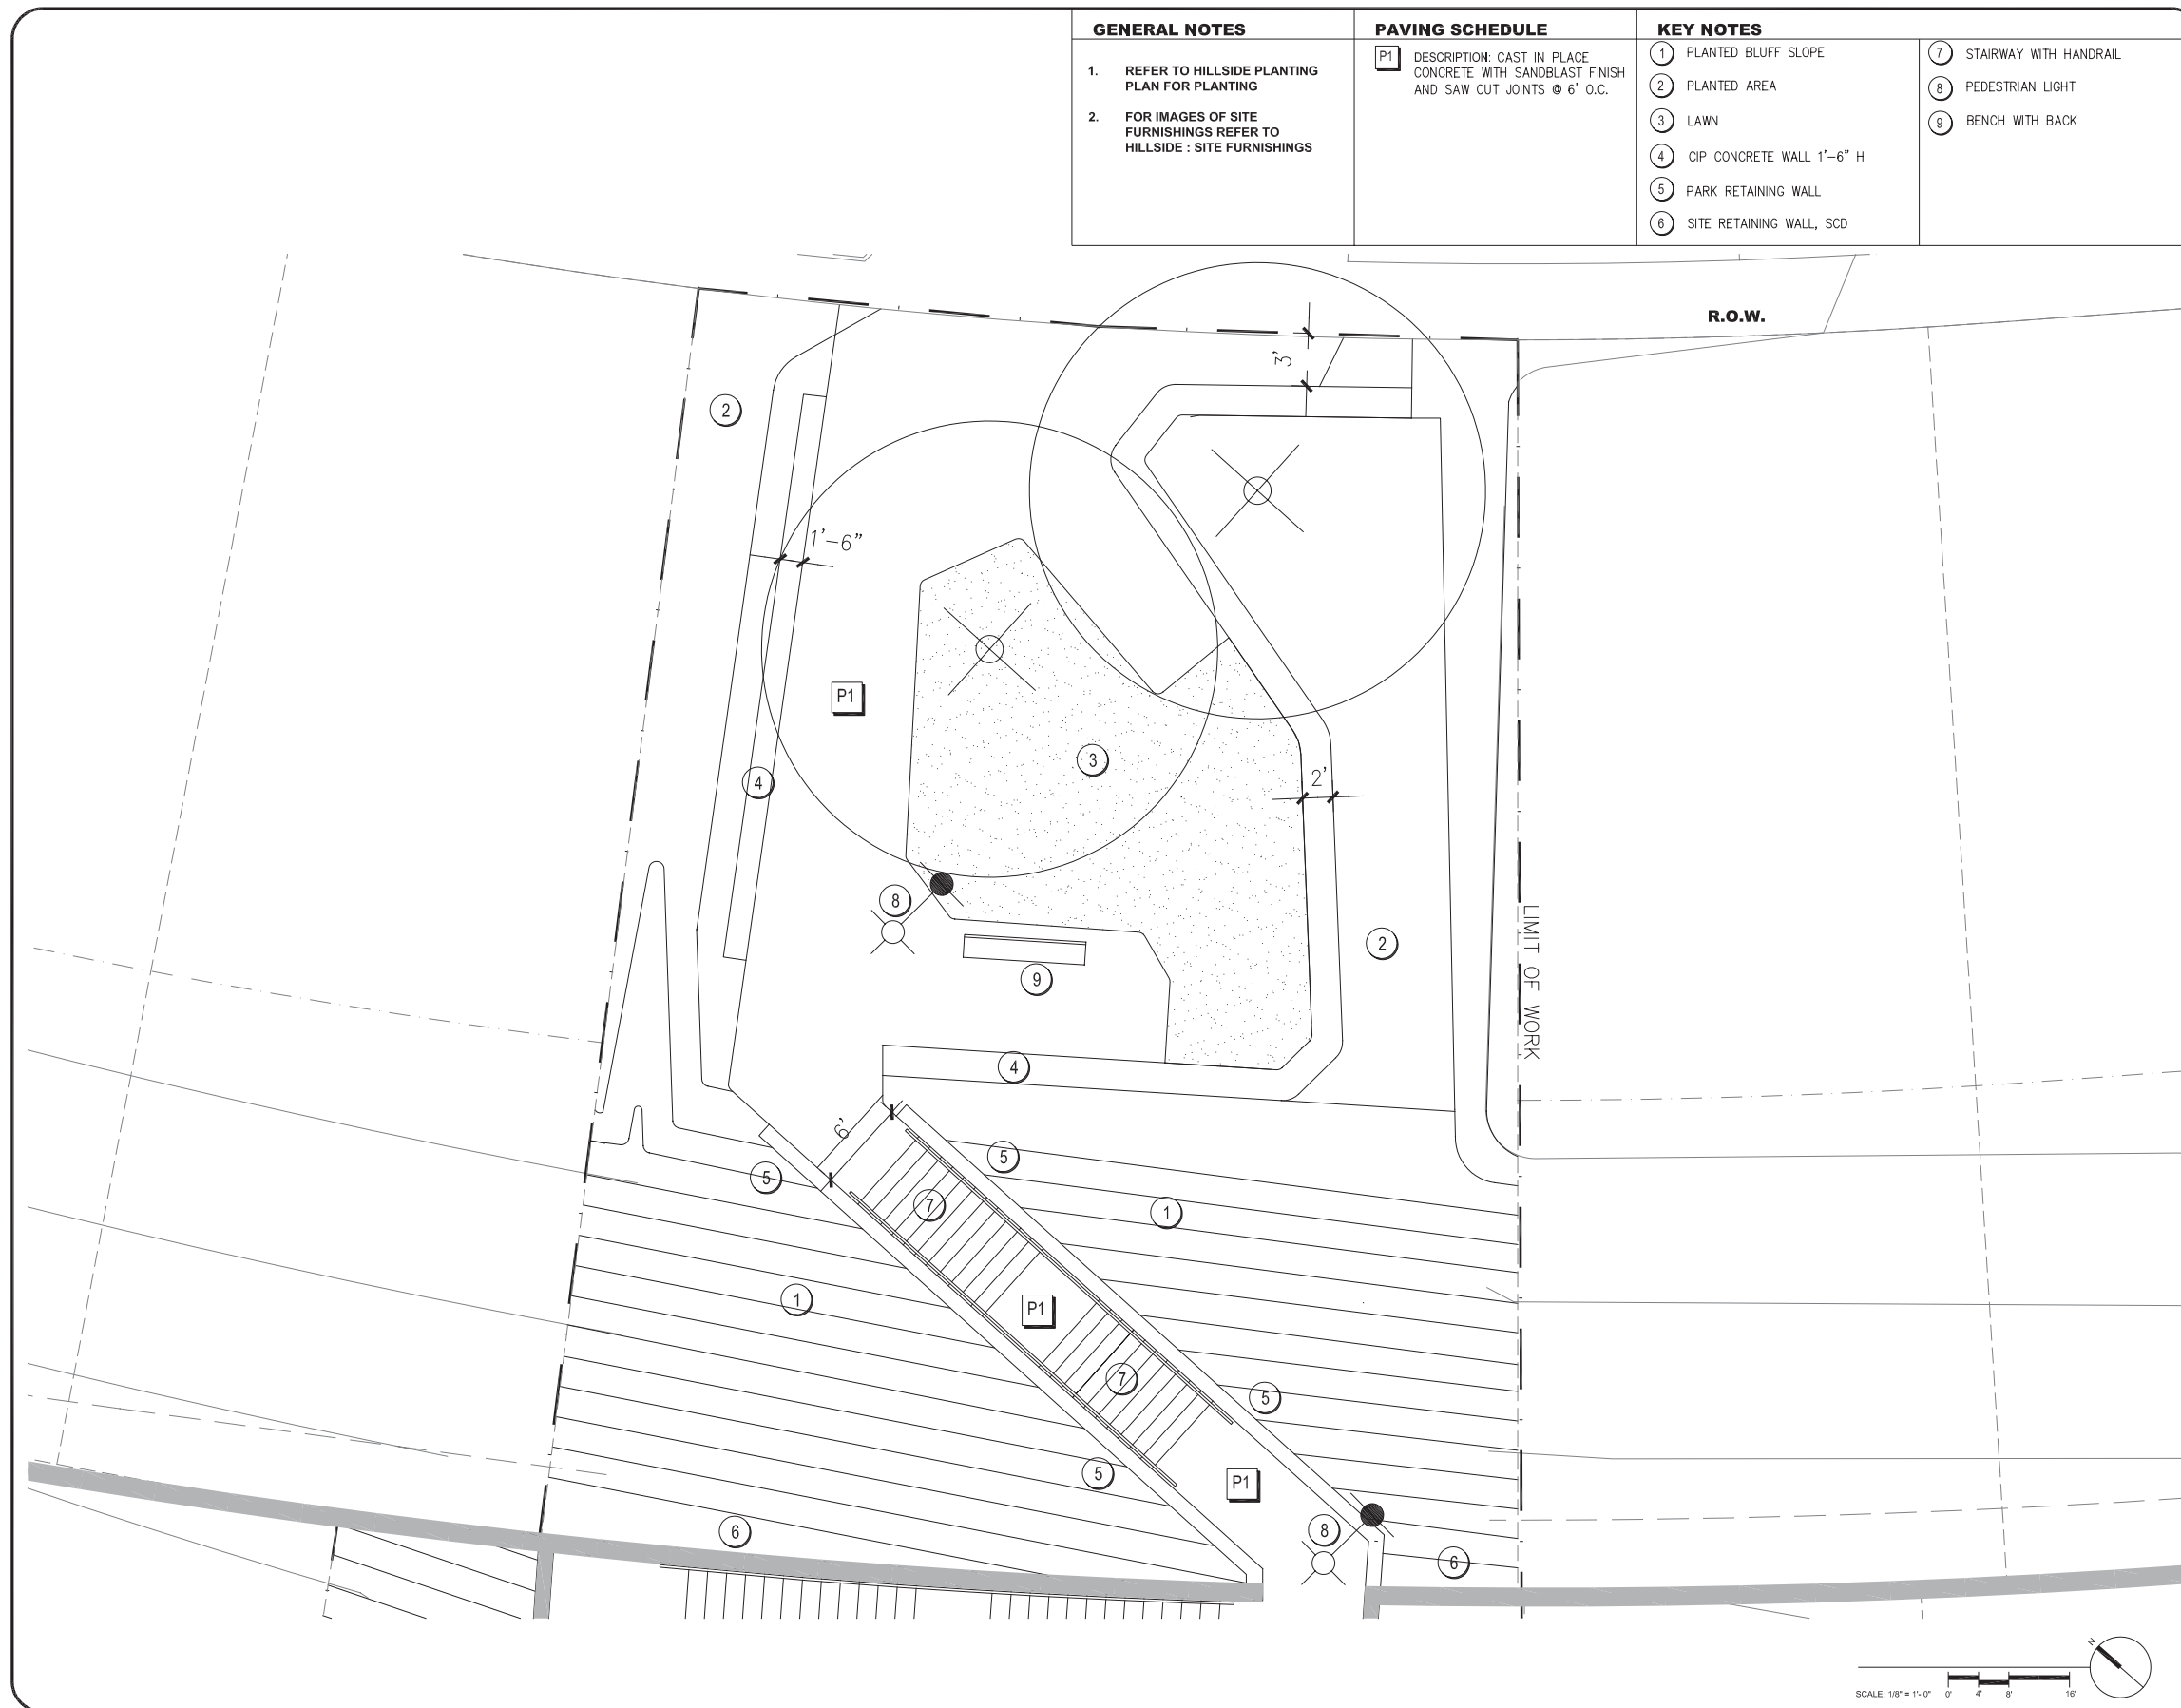 GENERAL NOTES
1. REFER TO HILLSIDE PLANTING
PLAN FOR PLANTING
2. FOR IMAGES OF SITE
FURNISHINGS REFER TO
HILLSIDE : SITE FURNISHINGS
PAVING SCHEDULE
P1 DESCRIPTION: CAST IN PLACE
CONCRETE WITH SANDBLAST FINISH
AND SAW CUT JOINTS @ 6' O.C.
KEY NOTES
1 PLANTED BLUFF SLOPE
2 PLANTED AREA
3 LAWN
4 CIP CONCRETE WALL 1'-6" H
5 PARK RETAINING WALL
6 SITE RETAINING WALL, SCD
7 STAIRWAY WITH HANDRAIL
8 PEDESTRIAN LIGHT
9 BENCH WITH BACK
R.O.W.
3'
2
1'-6"
P1
3
4
2'
8
2
LIMIT OF WORK
9
4
6'
5
5
7
1
1
P1
7
5
5
P1
6
8
6
N
SCALE: 1/8" = 1'- 0"
0' 4' 8' 16'